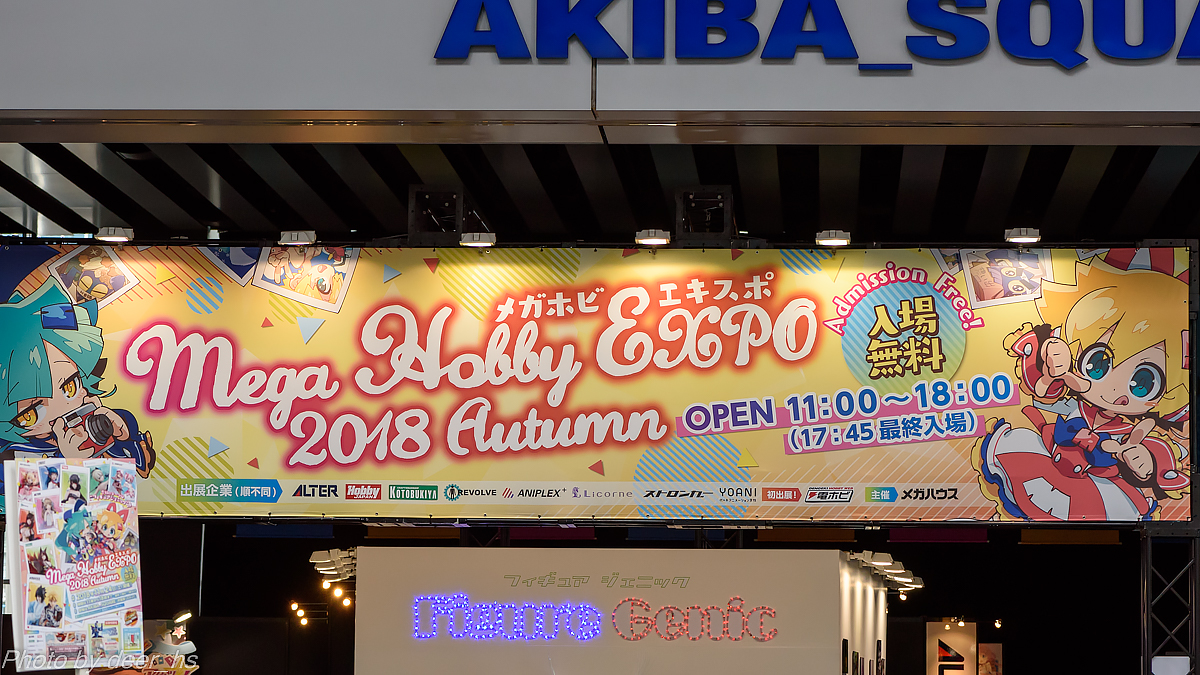 AKIBA_SQUA
メガホビ エキスポ
Mega Hobby EXPO
2018 Autumn
Admission Free!
入場
無料
OPEN 11:00～18:00
(17:45 最終入場)
出展企業(順不同) ALTER Hobby JAPAN KOTOBUKIYA REVOLVE ANIPLEX+ Licorne ストロンガー YOANI 初出展! 電ホビ 主催 メガハウス
Mega Hobby EXPO
2018 Autumn
フィギュア ジェニック
Figure Genic
Photo by deer_hs